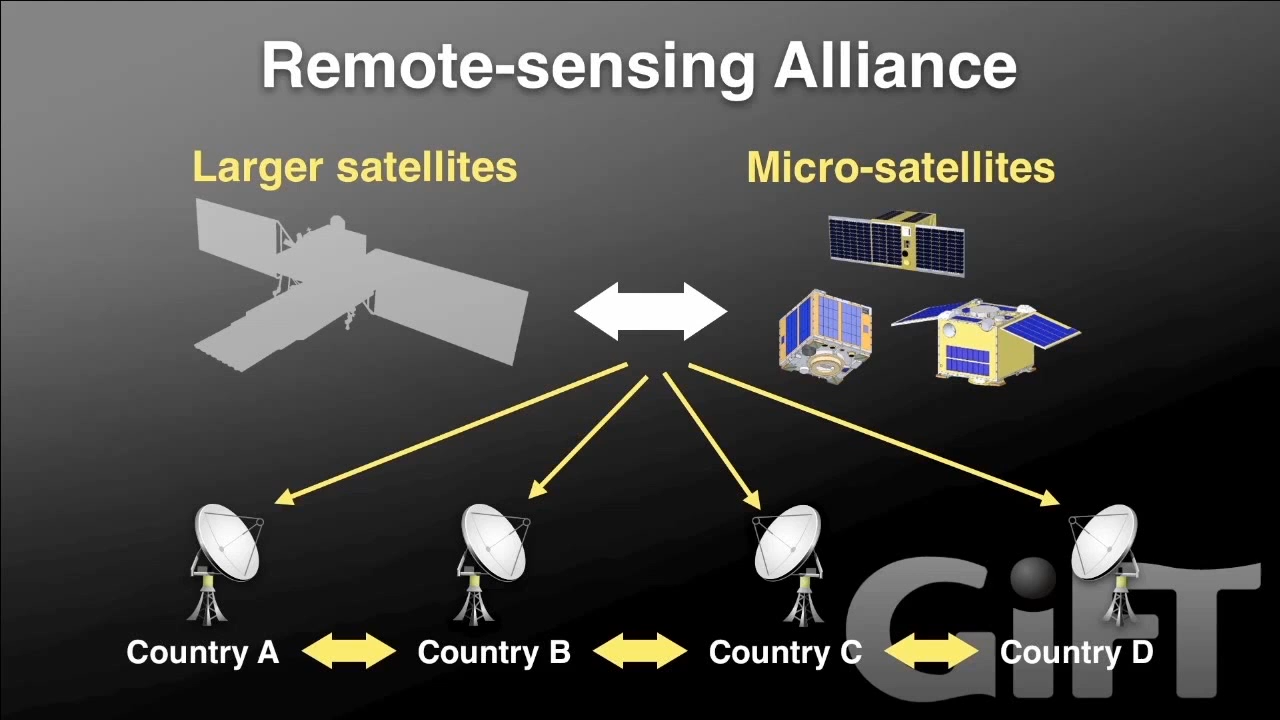 Remote-sensing Alliance
Larger satellites
Micro-satellites
Country A
Country B
Country C
Country D
GiFT